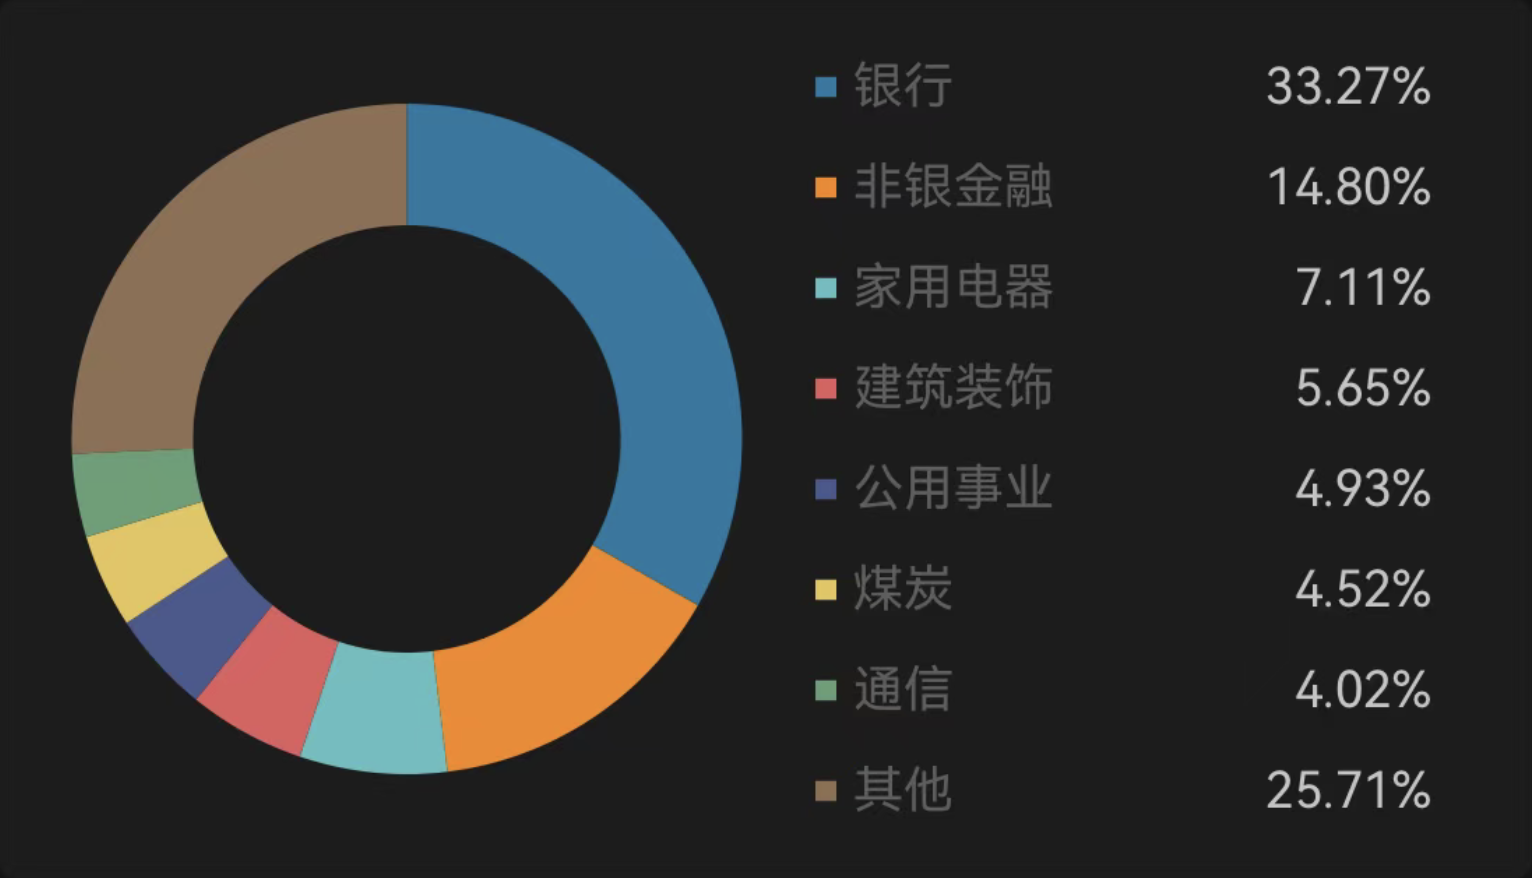 银行 33.27%
非银金融 14.80%
家用电器 7.11%
建筑装饰 5.65%
公用事业 4.93%
煤炭 4.52%
通信 4.02%
其他 25.71%